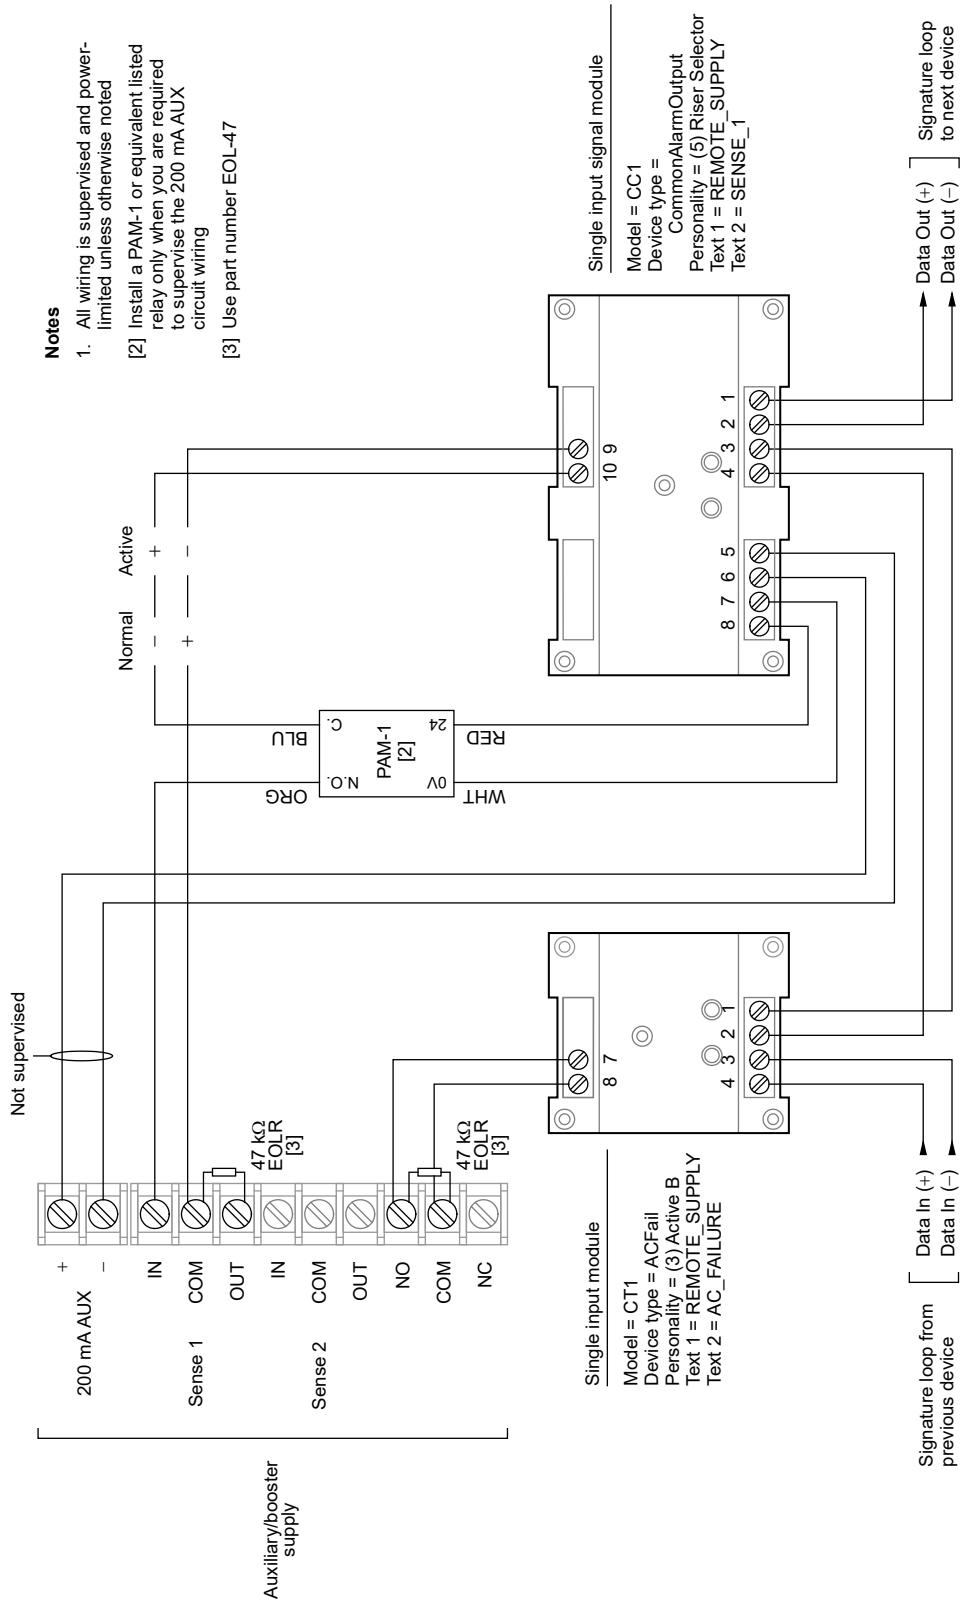 Notes
1. All wiring is supervised and power-
limited unless otherwise noted
[2] Install a PAM-1 or equivalent listed
relay only when you are required
to supervise the 200 mA AUX
circuit wiring
[3] Use part number EOL-47
Not supervised
Normal
Active
−
+
+
−
Auxiliary/booster
supply
200 mA AUX
+
−
Sense 1
IN
COM
OUT
Sense 2
IN
COM
OUT
NO
COM
NC
47 kΩ
EOLR
[3]
47 kΩ
EOLR
[3]
ORG
BLU
N.O.
C.
PAM-1
[2]
0V
24
WHT
RED
Single input module
Model = CT1
Device type = ACFail
Personality = (3) Active B
Text 1 = REMOTE_SUPPLY
Text 2 = AC_FAILURE
8 7
4 3 2 1
Single input signal module
Model = CC1
Device type =
CommonAlarmOutput
Personality = (5) Riser Selector
Text 1 = REMOTE_SUPPLY
Text 2 = SENSE_1
10 9
8 7 6 5 4 3 2 1
Signature loop from
previous device
Data In (+)
Data In (−)
Data Out (+)
Data Out (−)
Signature loop
to next device